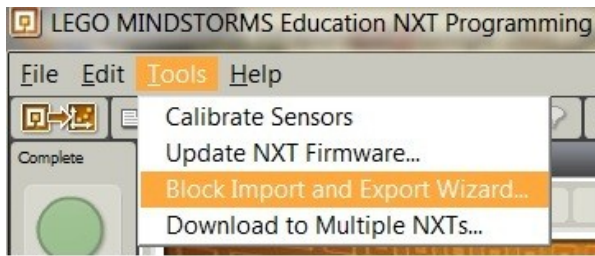 LEGO MINDSTORMS Education NXT Programming
File Edit Tools Help
Calibrate Sensors
Complete
Update NXT Firmware...
Block Import and Export Wizard...
Download to Multiple NXTs...